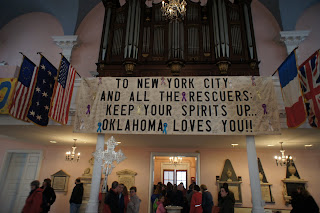 TO NEW YORK CITY
AND ALL THE RESCUERS:
KEEP YOUR SPIRITS UP...
OKLAHOMA LOVES YOU!!